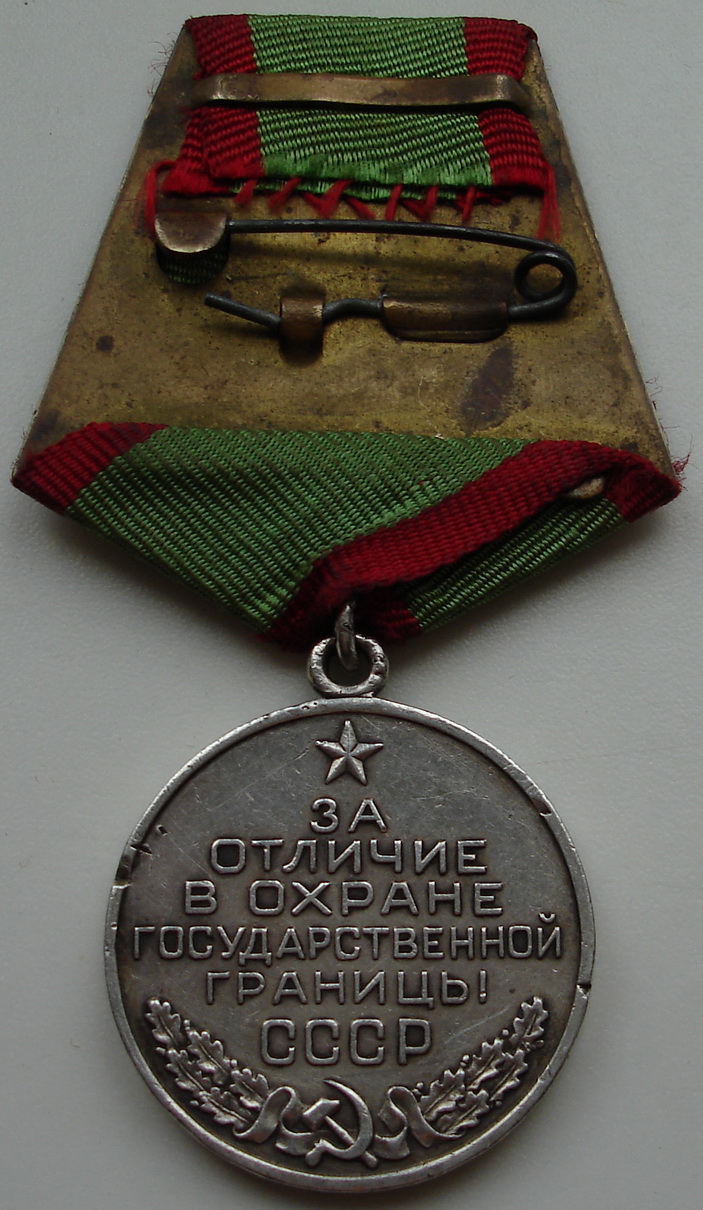 ЗА
ОТЛИЧИЕ
В ОХРАНЕ
ГОСУДАРСТВЕННОЙ
ГРАНИЦЫ
СССР